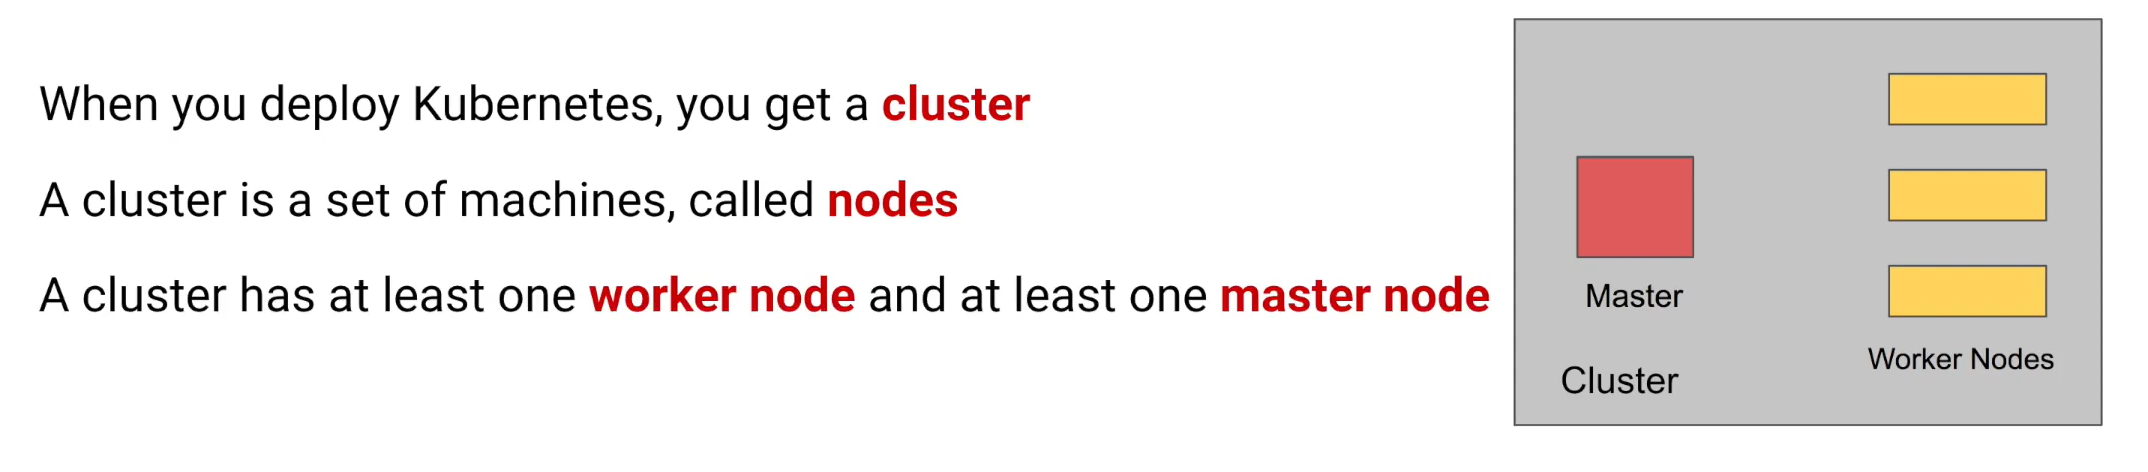 When you deploy Kubernetes, you get a cluster
A cluster is a set of machines, called nodes
A cluster has at least one worker node and at least one master node
Master
Worker Nodes
Cluster